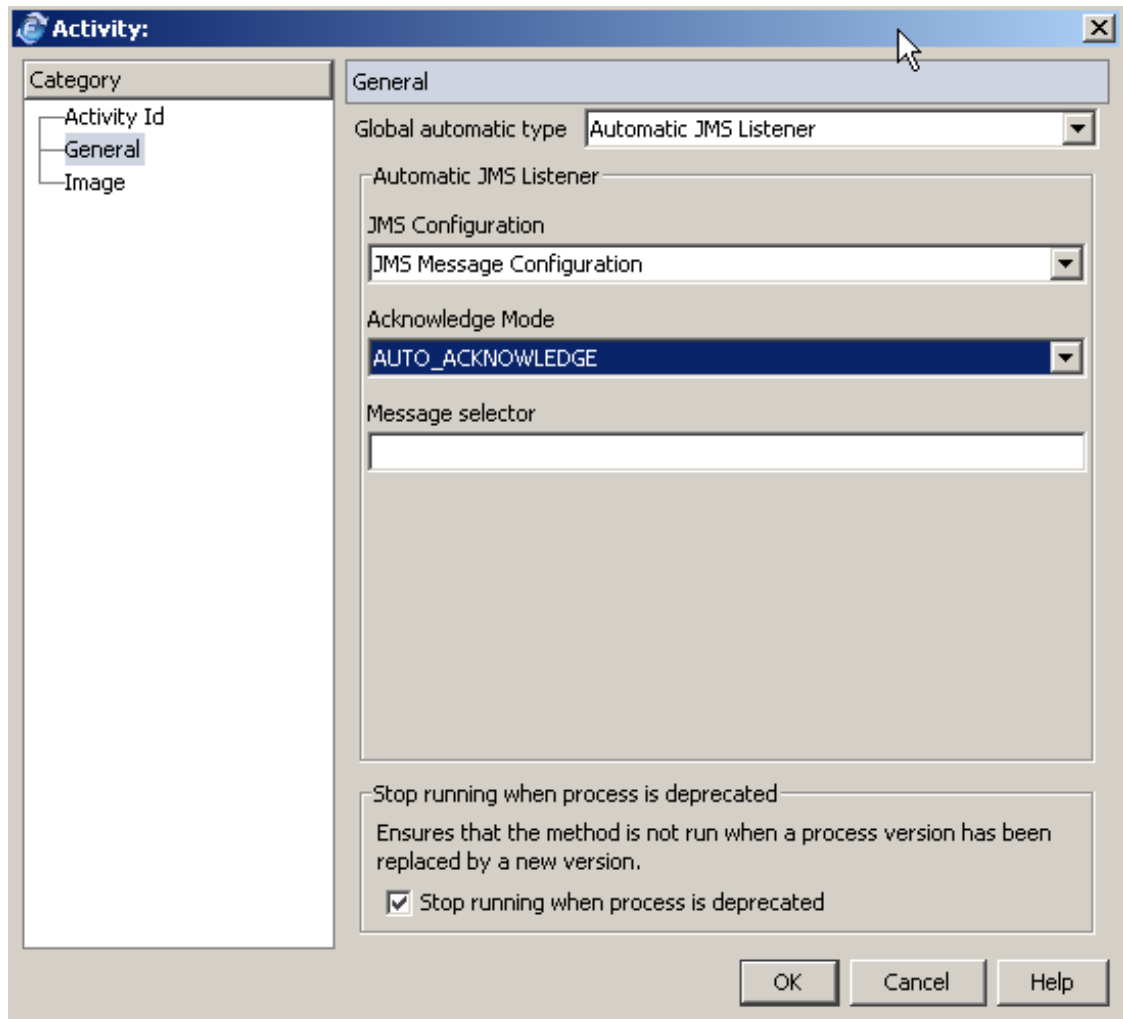 Activity:
Category
Activity Id
General
Image
General
Global automatic type Automatic JMS Listener
Automatic JMS Listener
JMS Configuration
JMS Message Configuration
Acknowledge Mode
AUTO_ACKNOWLEDGE
Message selector
Stop running when process is deprecated
Ensures that the method is not run when a process version has been
replaced by a new version.
Stop running when process is deprecated
OK Cancel Help